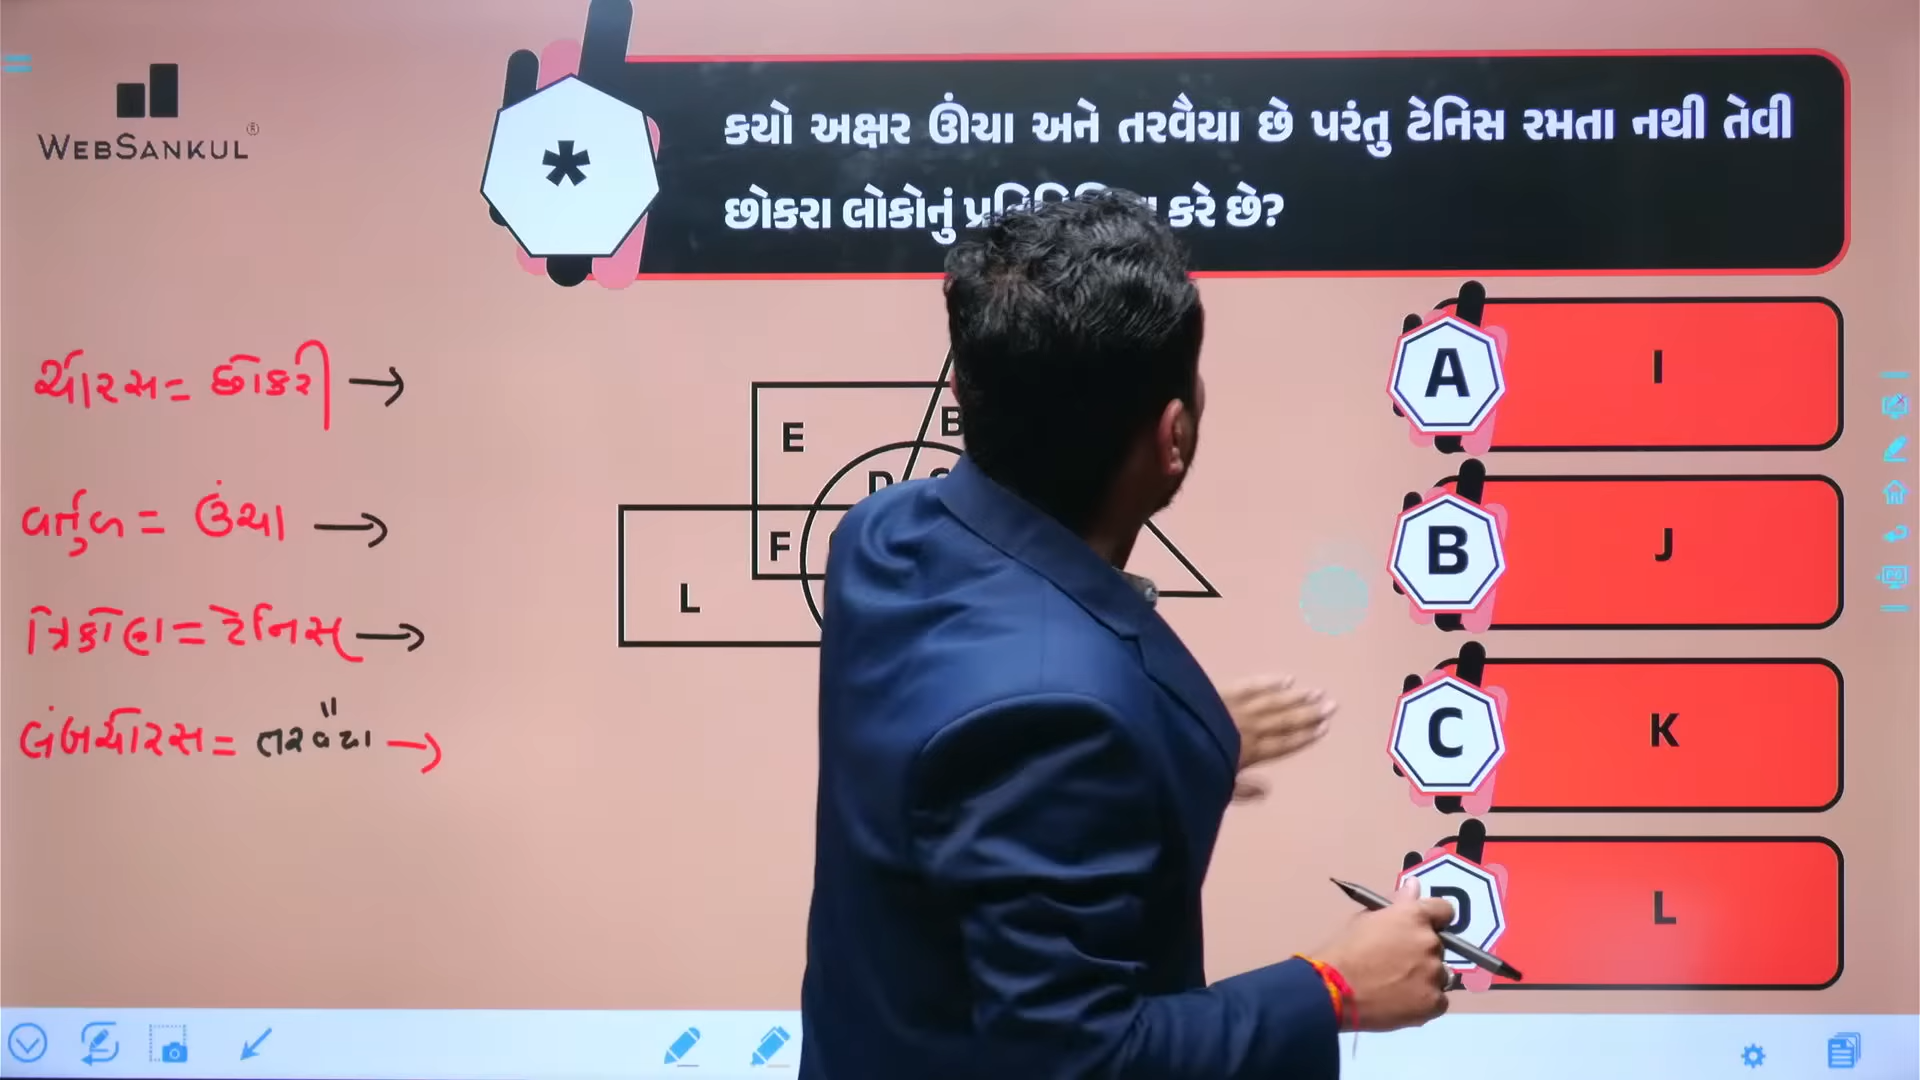 WEBSANKUL®
*
કયો અક્ષર ઊંચા અને તરવૈયા છે પરંતુ ટેનિસ રમતા નથી તેવી
છોકરા લોકોનું કરે છે?
ચોરસ = છોકરી →
વર્તુળ = ઉંચા →
ત્રિકોણ = ટેનિસ →
લંબચોરસ = તરવૈયા →
E
B
F
L
A
I
B
J
C
K
D
L